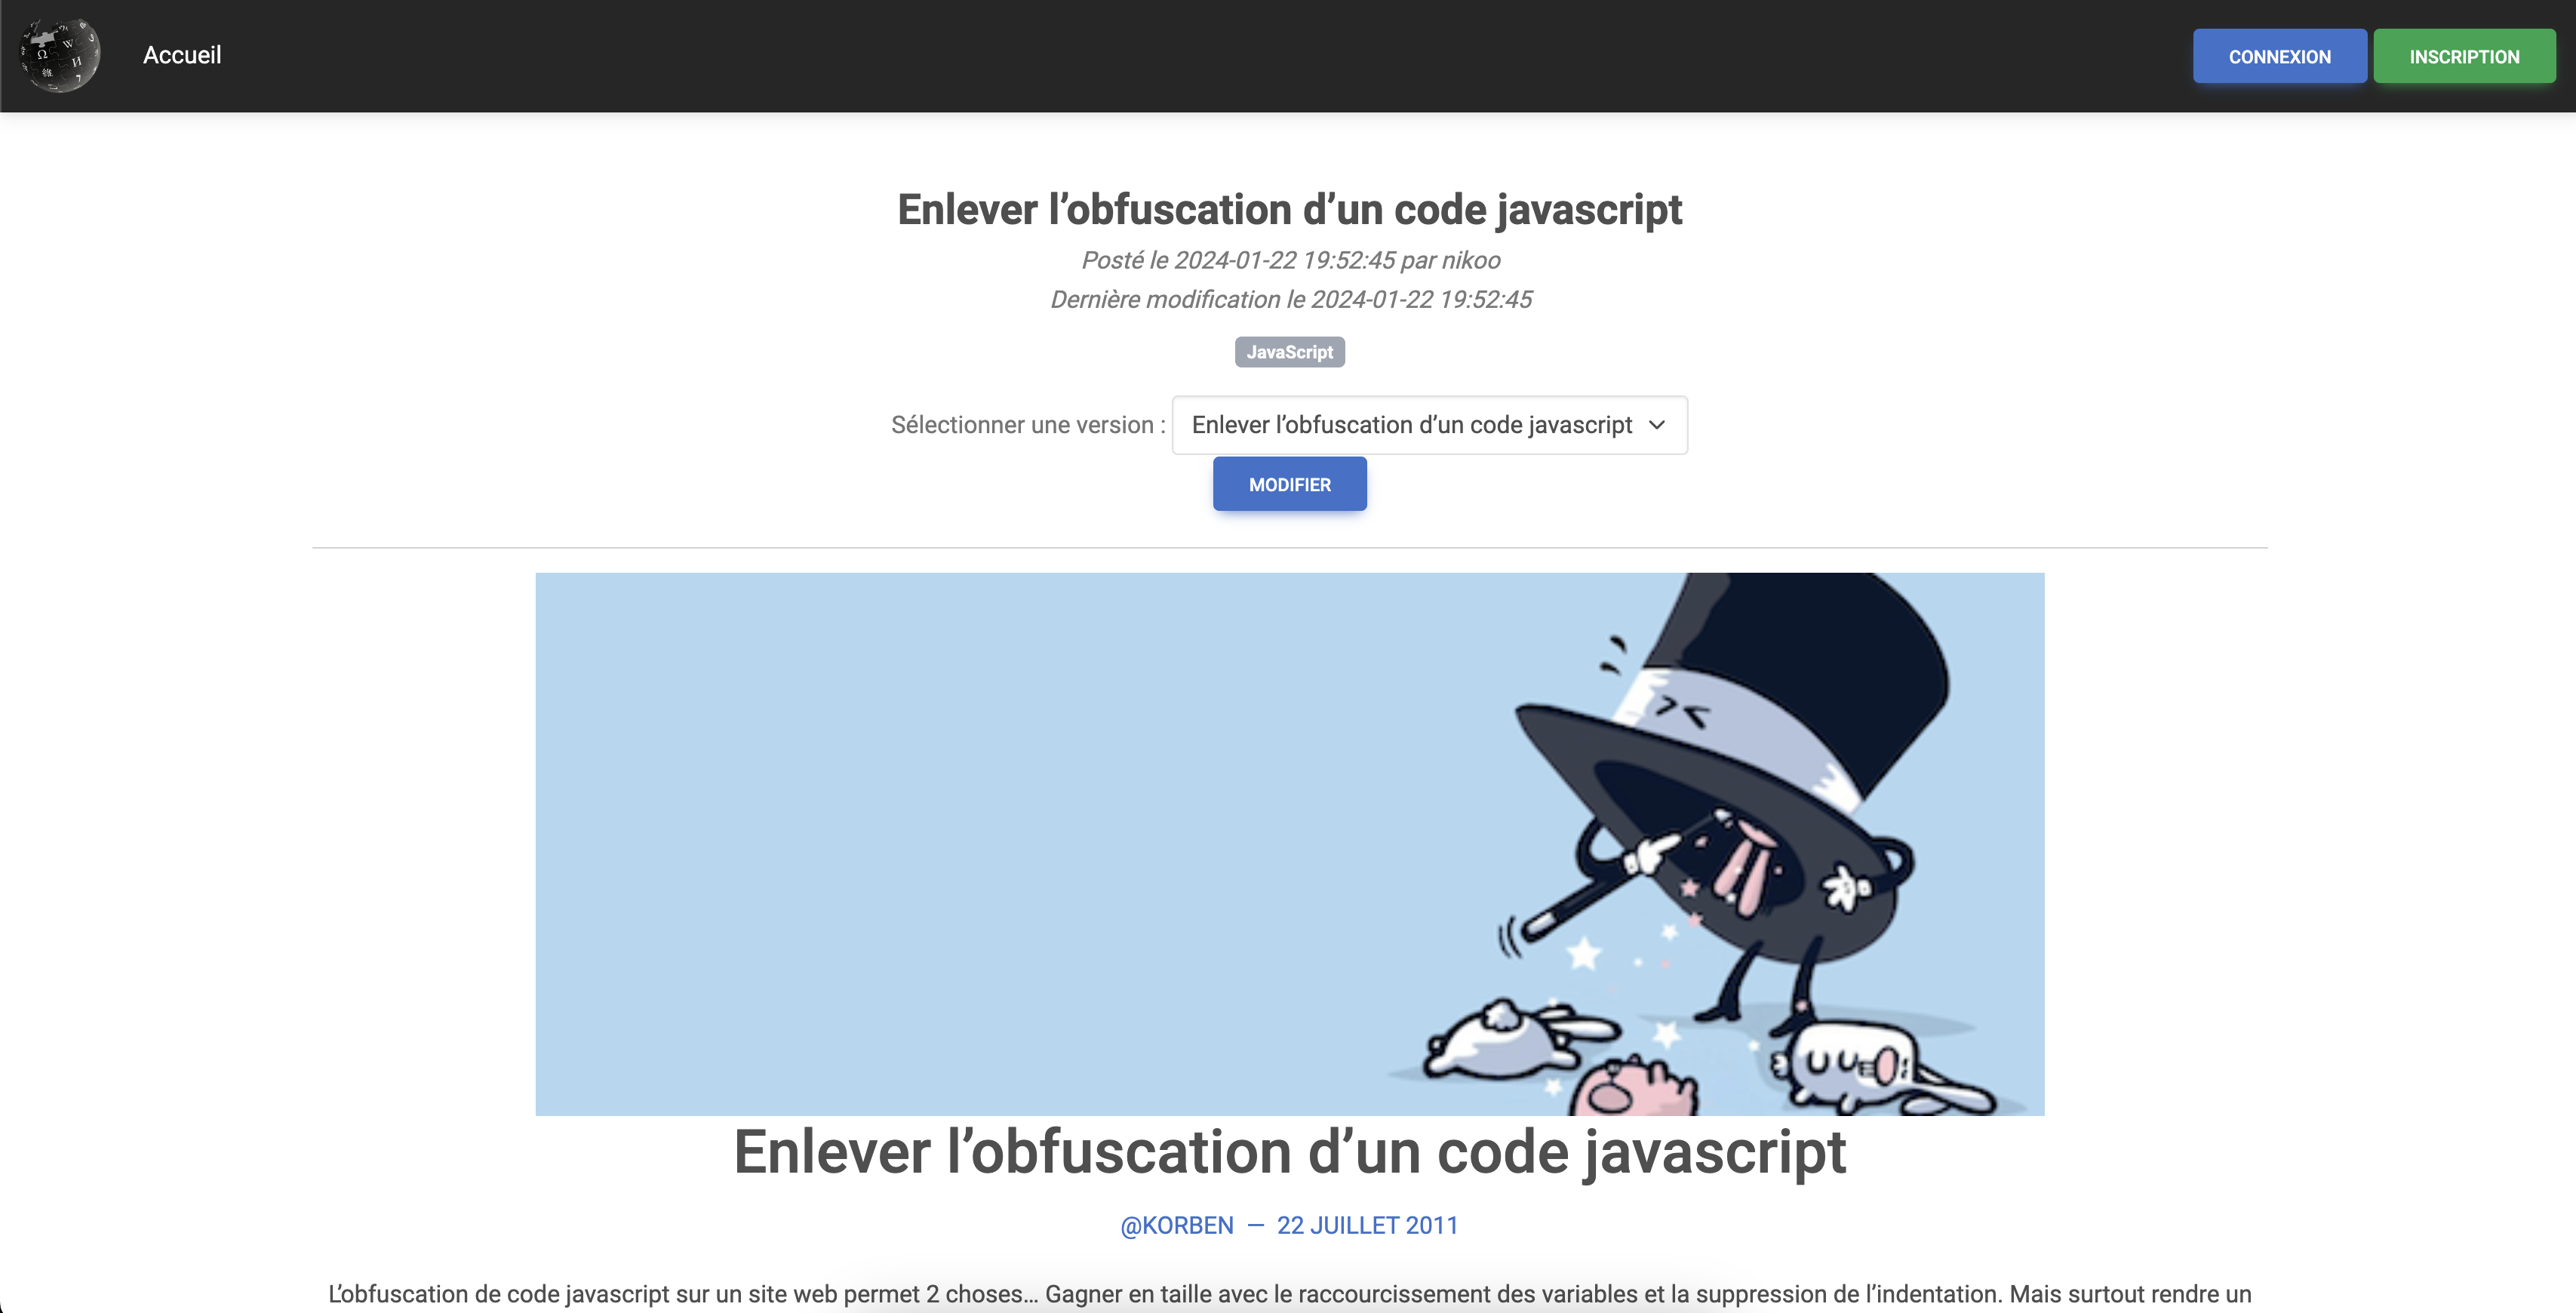 Accueil
CONNEXION
INSCRIPTION
Enlever l’obfuscation d’un code javascript
Posté le 2024-01-22 19:52:45 par nikoo
Dernière modification le 2024-01-22 19:52:45
JavaScript
Sélectionner une version : Enlever l’obfuscation d’un code javascript
MODIFIER
Enlever l’obfuscation d’un code javascript
@KORBEN — 22 JUILLET 2011
L’obfuscation de code javascript sur un site web permet 2 choses… Gagner en taille avec le raccourcissement des variables et la suppression de l’indentation. Mais surtout rendre un